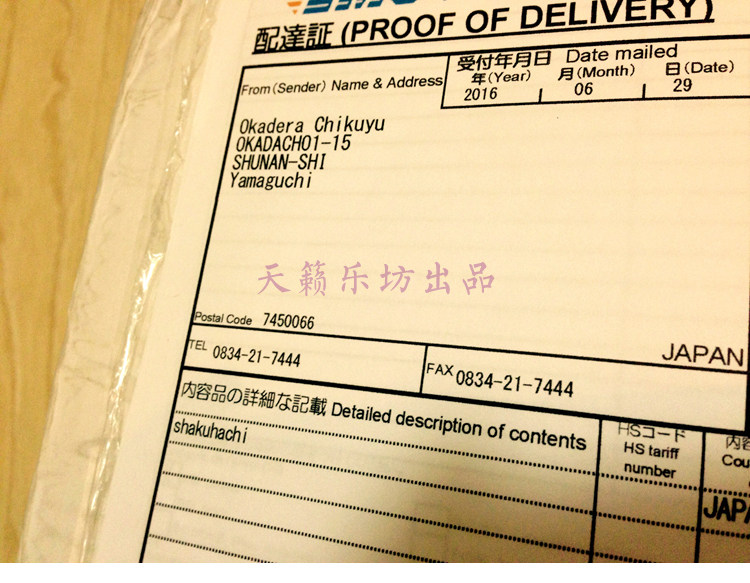 配達証 (PROOF OF DELIVERY)
From (Sender) Name & Address
受付年月日 Date mailed
年(Year) 月(Month) 日(Date)
2016 06 29
Okadera Chikuyu
OKADACHO1-15
SHUNAN-SHI
Yamaguchi
天籁乐坊出品
Postal Code 7450066
JAPAN
TEL 0834-21-7444
FAX 0834-21-7444
内容品の詳細な記載 Detailed description of contents
HSコード
HS tariff
number
shakuhachi